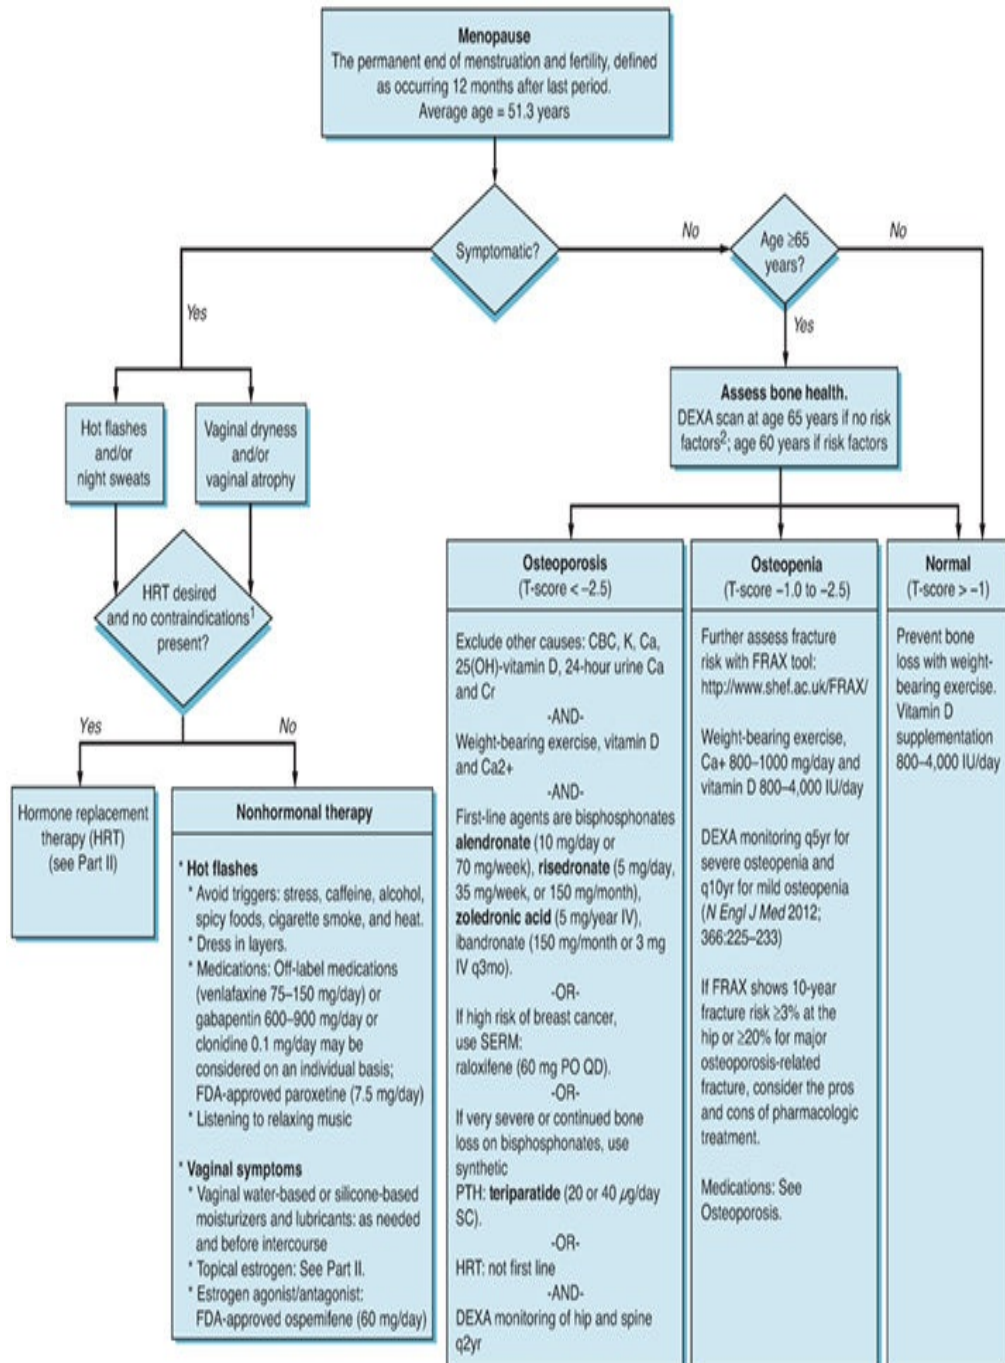 Menopause
The permanent end of menstruation and fertility, defined
as occurring 12 months after last period.
Average age = 51.3 years
Symptomatic?
No
Age ≥65
years?
No
Yes
Yes
Hot flashes
and/or
night sweats
Vaginal dryness
and/or
vaginal atrophy
Assess bone health.
DEXA scan at age 65 years if no risk
factors2; age 60 years if risk factors
HRT desired
and no contraindications1
present?
Yes
No
Hormone replacement
therapy (HRT)
(see Part II)
Nonhormonal therapy
* Hot flashes
* Avoid triggers: stress, caffeine, alcohol,
spicy foods, cigarette smoke, and heat.
* Dress in layers.
* Medications: Off-label medications
(venlafaxine 75–150 mg/day) or
gabapentin 600–900 mg/day or
clonidine 0.1 mg/day may be
considered on an individual basis;
FDA-approved paroxetine (7.5 mg/day)
* Listening to relaxing music
* Vaginal symptoms
* Vaginal water-based or silicone-based
moisturizers and lubricants: as needed
and before intercourse
* Topical estrogen: See Part II.
* Estrogen agonist/antagonist:
FDA-approved ospemifene (60 mg/day)
Osteoporosis
(T-score < –2.5)
Exclude other causes: CBC, K, Ca,
25(OH)-vitamin D, 24-hour urine Ca
and Cr
-AND-
Weight-bearing exercise, vitamin D
and Ca2+
-AND-
First-line agents are bisphosphonates
alendronate (10 mg/day or
70 mg/week), risedronate (5 mg/day,
35 mg/week, or 150 mg/month),
zoledronic acid (5 mg/year IV),
ibandronate (150 mg/month or 3 mg
IV q3mo).
-OR-
If high risk of breast cancer,
use SERM:
raloxifene (60 mg PO QD).
-OR-
If very severe or continued bone
loss on bisphosphonates, use
synthetic
PTH: teriparatide (20 or 40 μg/day
SC).
-OR-
HRT: not first line
-AND-
DEXA monitoring of hip and spine
q2yr
Osteopenia
(T-score –1.0 to –2.5)
Further assess fracture
risk with FRAX tool:
http://www.shef.ac.uk/FRAX/
Weight-bearing exercise,
Ca+ 800–1000 mg/day and
vitamin D 800–4,000 IU/day
DEXA monitoring q5yr for
severe osteopenia and
q10yr for mild osteopenia
(N Engl J Med 2012;
366:225–233)
If FRAX shows 10-year
fracture risk ≥3% at the
hip or ≥20% for major
osteoporosis-related
fracture, consider the pros
and cons of pharmacologic
treatment.
Medications: See
Osteoporosis.
Normal
(T-score > –1)
Prevent bone
loss with weight-
bearing exercise.
Vitamin D
supplementation
800–4,000 IU/day